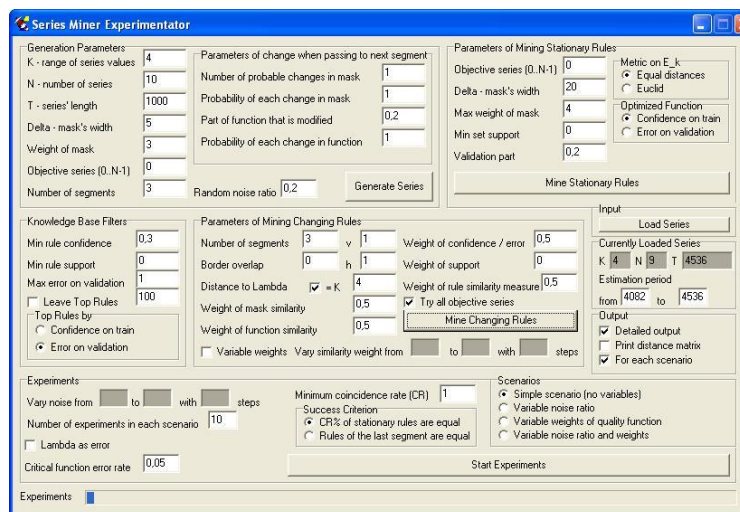 Series Miner Experimentator
Generation Parameters
K - range of series values 4
N - number of series 10
T - series' length 1000
Delta - mask's width 5
Weight of mask 3
Objective series (0..N-1) 0
Number of segments 3
Parameters of change when passing to next segment
Number of probable changes in mask 1
Probability of each change in mask 1
Part of function that is modified 0,2
Probability of each change in function 1
Random noise ratio 0,2
Generate Series
Parameters of Mining Stationary Rules
Objective series (0..N-1) 0
Delta - mask's width 20
Max weight of mask 4
Min set support 0
Validation part 0,2
Metric on E_k
Equal distances
Euclid
Optimized Function
Confidence on train
Error on validation
Mine Stationary Rules
Knowledge Base Filters
Min rule confidence 0,3
Min rule support 0
Max error on validation 1
Leave Top Rules 100
Top Rules by
Confidence on train
Error on validation
Parameters of Mining Changing Rules
Number of segments 3 v 1
Border overlap 0 h 1
Distance to Lambda = K 4
Weight of mask similarity 0,5
Weight of function similarity 0,5
Weight of confidence / error 0,5
Weight of support 0
Weight of rule similarity measure 0,5
Try all objective series
Mine Changing Rules
Variable weights Vary similarity weight from to with steps
Input
Load Series
Currently Loaded Series
K 4 N 9 T 4536
Estimation period
from 4082 to 4536
Output
Detailed output
Print distance matrix
For each scenario
Experiments
Vary noise from to with steps
Number of experiments in each scenario 10
Lambda as error
Critical function error rate 0,05
Minimum coincidence rate (CR) 1
Success Criterion
CR% of stationary rules are equal
Rules of the last segment are equal
Scenarios
Simple scenario (no variables)
Variable noise ratio
Variable weights of quality function
Variable noise ratio and weights
Start Experiments
Experiments